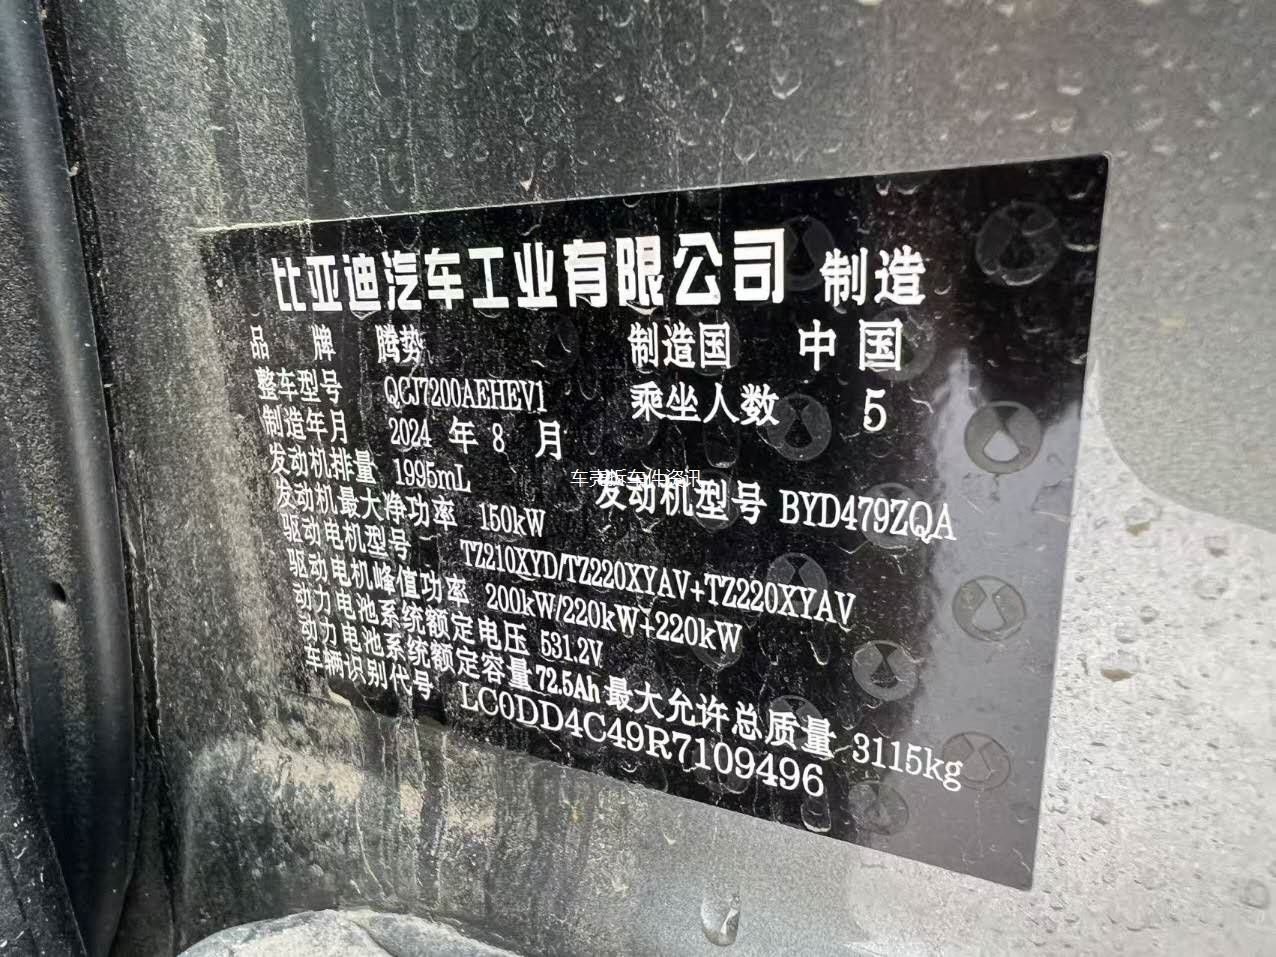 比亚迪汽车工业有限公司 制造
品 牌 腾势 制造国 中国
整车型号 QCJ7200AEHEV1 乘坐人数 5
制造年月 2024 年 8 月
发动机排量 1995mL 发动机型号 BYD479ZQA
车壳拆车件资讯
发动机最大净功率 150kW
驱动电机型号 TZ210XYD/TZ220XYAV+TZ220XYAV
驱动电机峰值功率 200kW/220kW+220kW
动力电池系统额定电压 531.2V
动力电池系统额定容量 72.5Ah 最大允许总质量 3115kg
车辆识别代号 LC0DD4C49R7109496